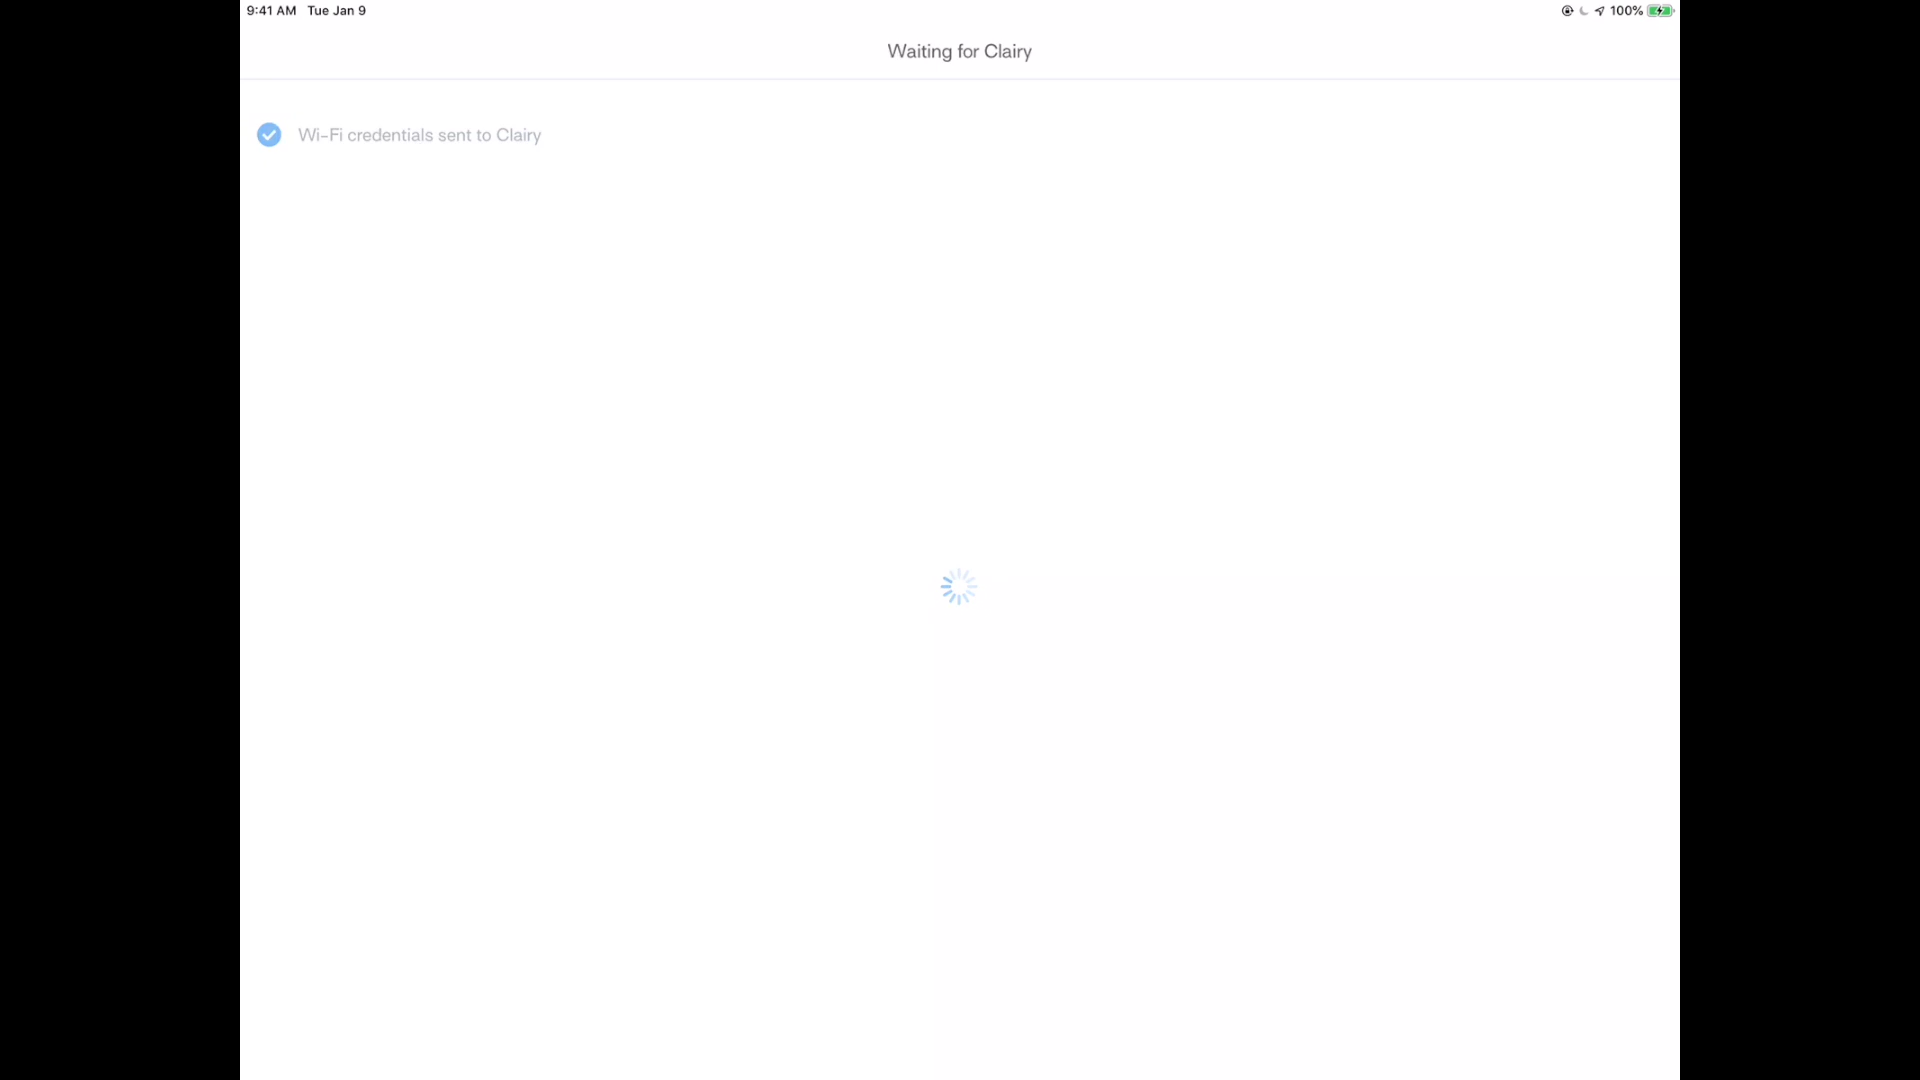 9:41 AM Tue Jan 9 100%
Waiting for Clairy
Wi-Fi credentials sent to Clairy